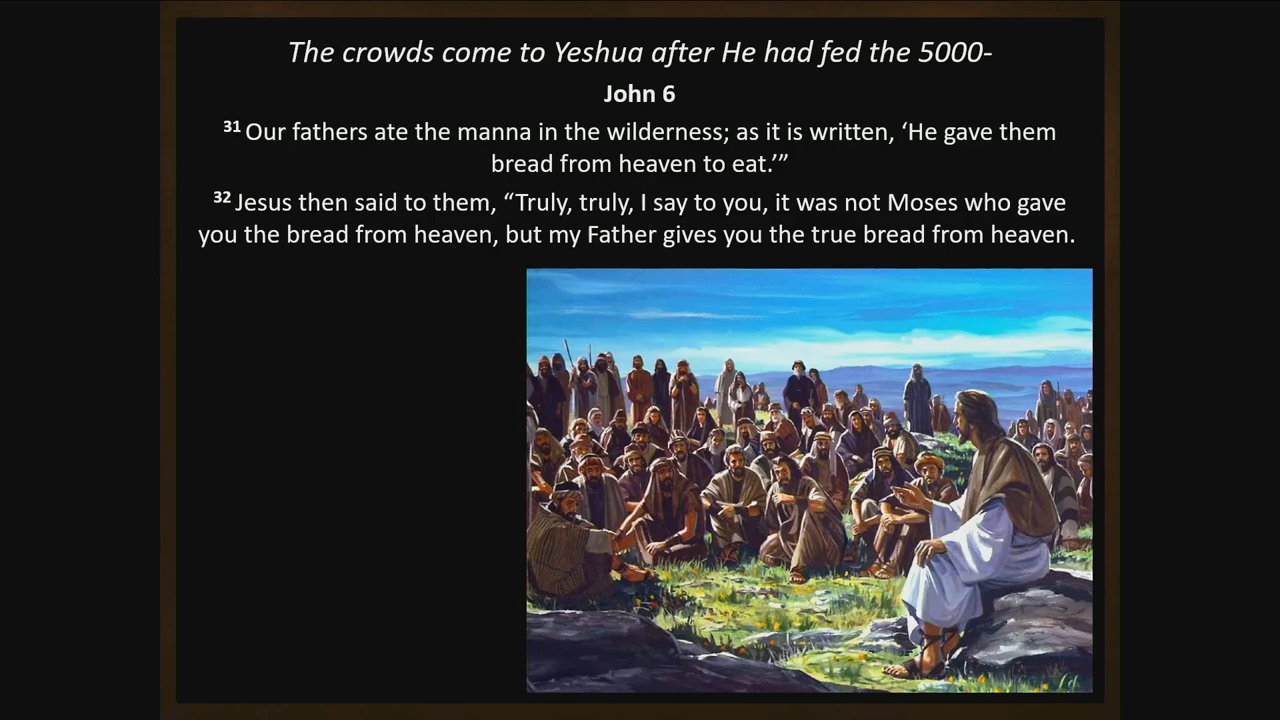 The crowds come to Yeshua after He had fed the 5000-
John 6
31 Our fathers ate the manna in the wilderness; as it is written, ‘He gave them
bread from heaven to eat.’”
32 Jesus then said to them, “Truly, truly, I say to you, it was not Moses who gave
you the bread from heaven, but my Father gives you the true bread from heaven.